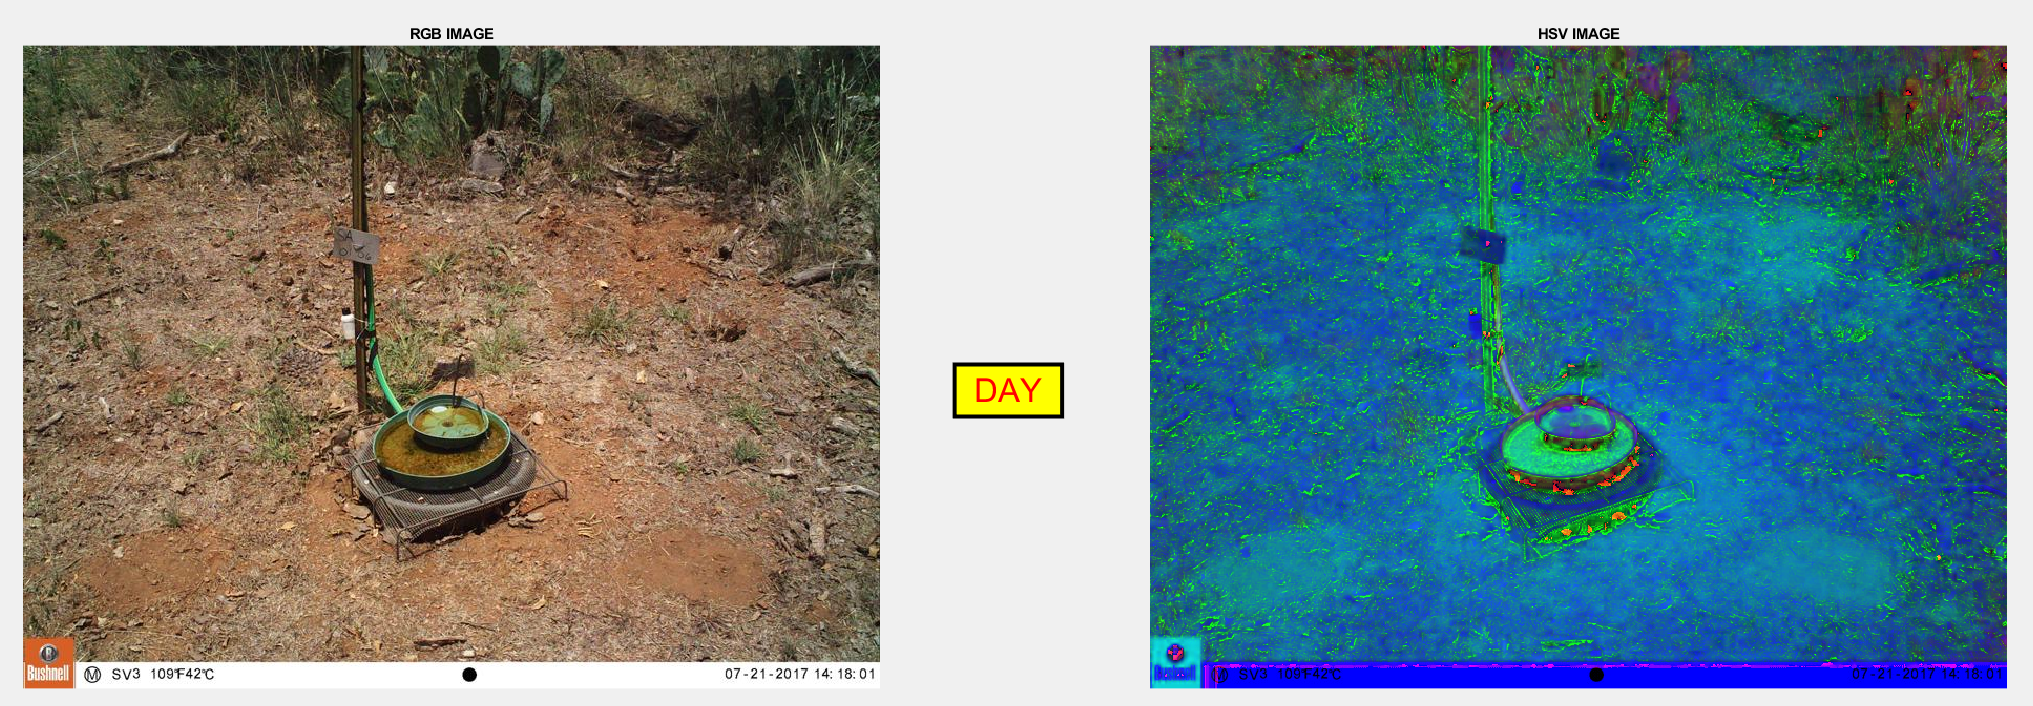 RGB IMAGE
HSV IMAGE
DAY
Bushnell
M SV3 109°F42°C
07-21-2017 14:18:01
SV3 109°F42°C
07-21-2017 14:18:01